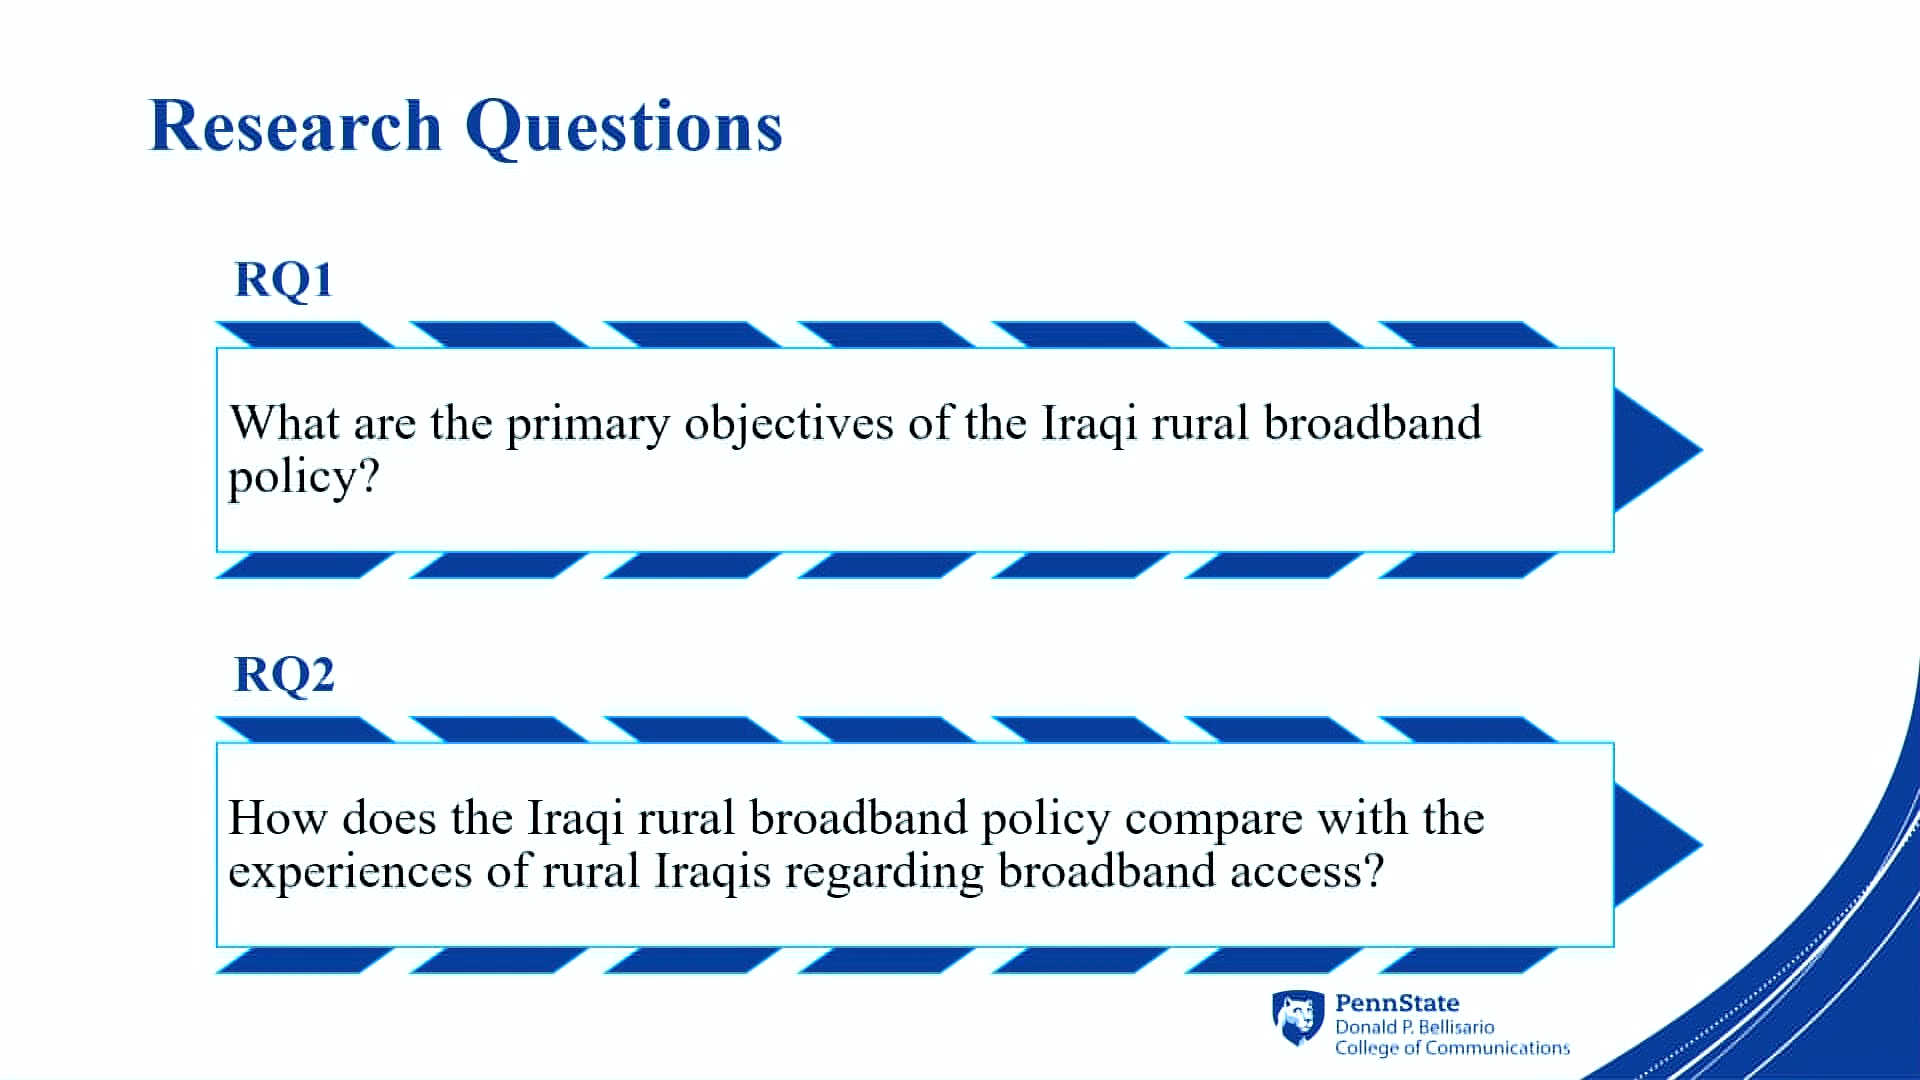 Research Questions
RQ1
What are the primary objectives of the Iraqi rural broadband
policy?
RQ2
How does the Iraqi rural broadband policy compare with the
experiences of rural Iraqis regarding broadband access?
PennState
Donald P. Bellisario
College of Communications